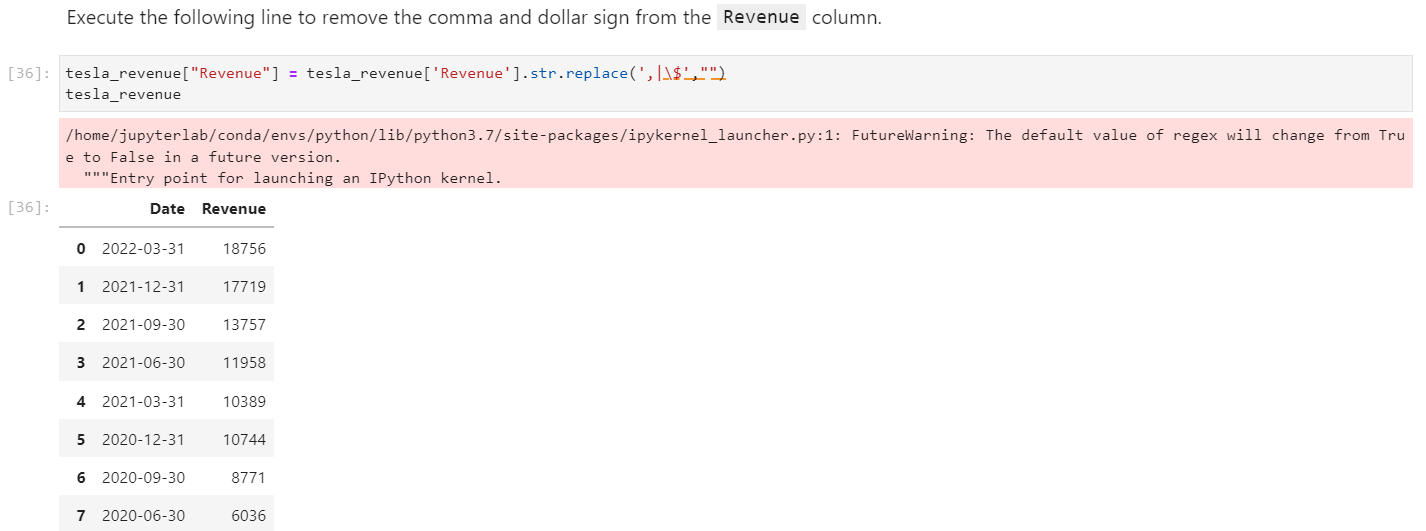 Execute the following line to remove the comma and dollar sign from the Revenue column.
[36]: tesla_revenue["Revenue"] = tesla_revenue['Revenue'].str.replace(',|\$',"")
tesla_revenue
/home/jupyterlab/conda/envs/python/lib/python3.7/site-packages/ipykernel_launcher.py:1: FutureWarning: The default value of regex will change from Tru
e to False in a future version.
"""Entry point for launching an IPython kernel.
[36]: Date Revenue
0 2022-03-31 18756
1 2021-12-31 17719
2 2021-09-30 13757
3 2021-06-30 11958
4 2021-03-31 10389
5 2020-12-31 10744
6 2020-09-30 8771
7 2020-06-30 6036